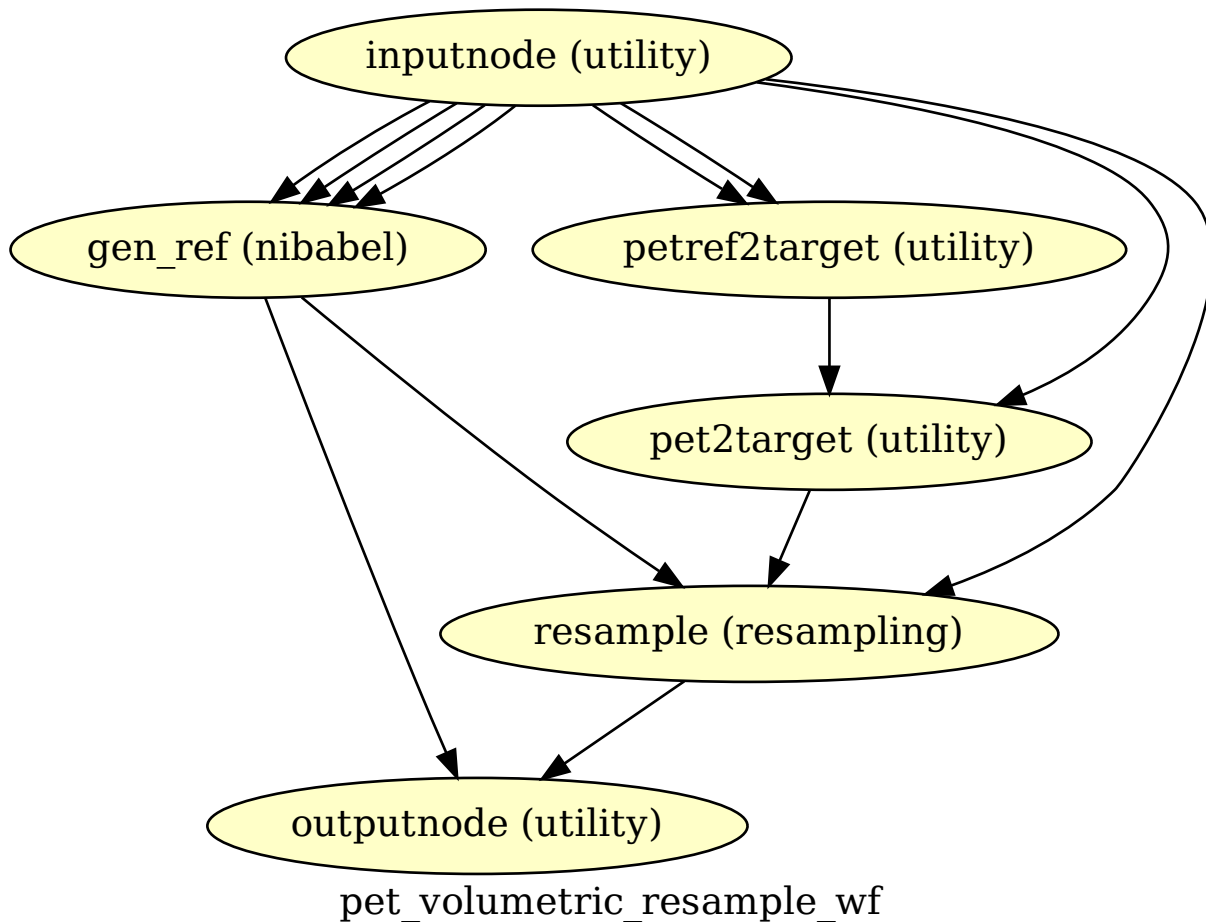 inputnode (utility)
gen_ref (nibabel)
petref2target (utility)
pet2target (utility)
resample (resampling)
outputnode (utility)
pet_volumetric_resample_wf